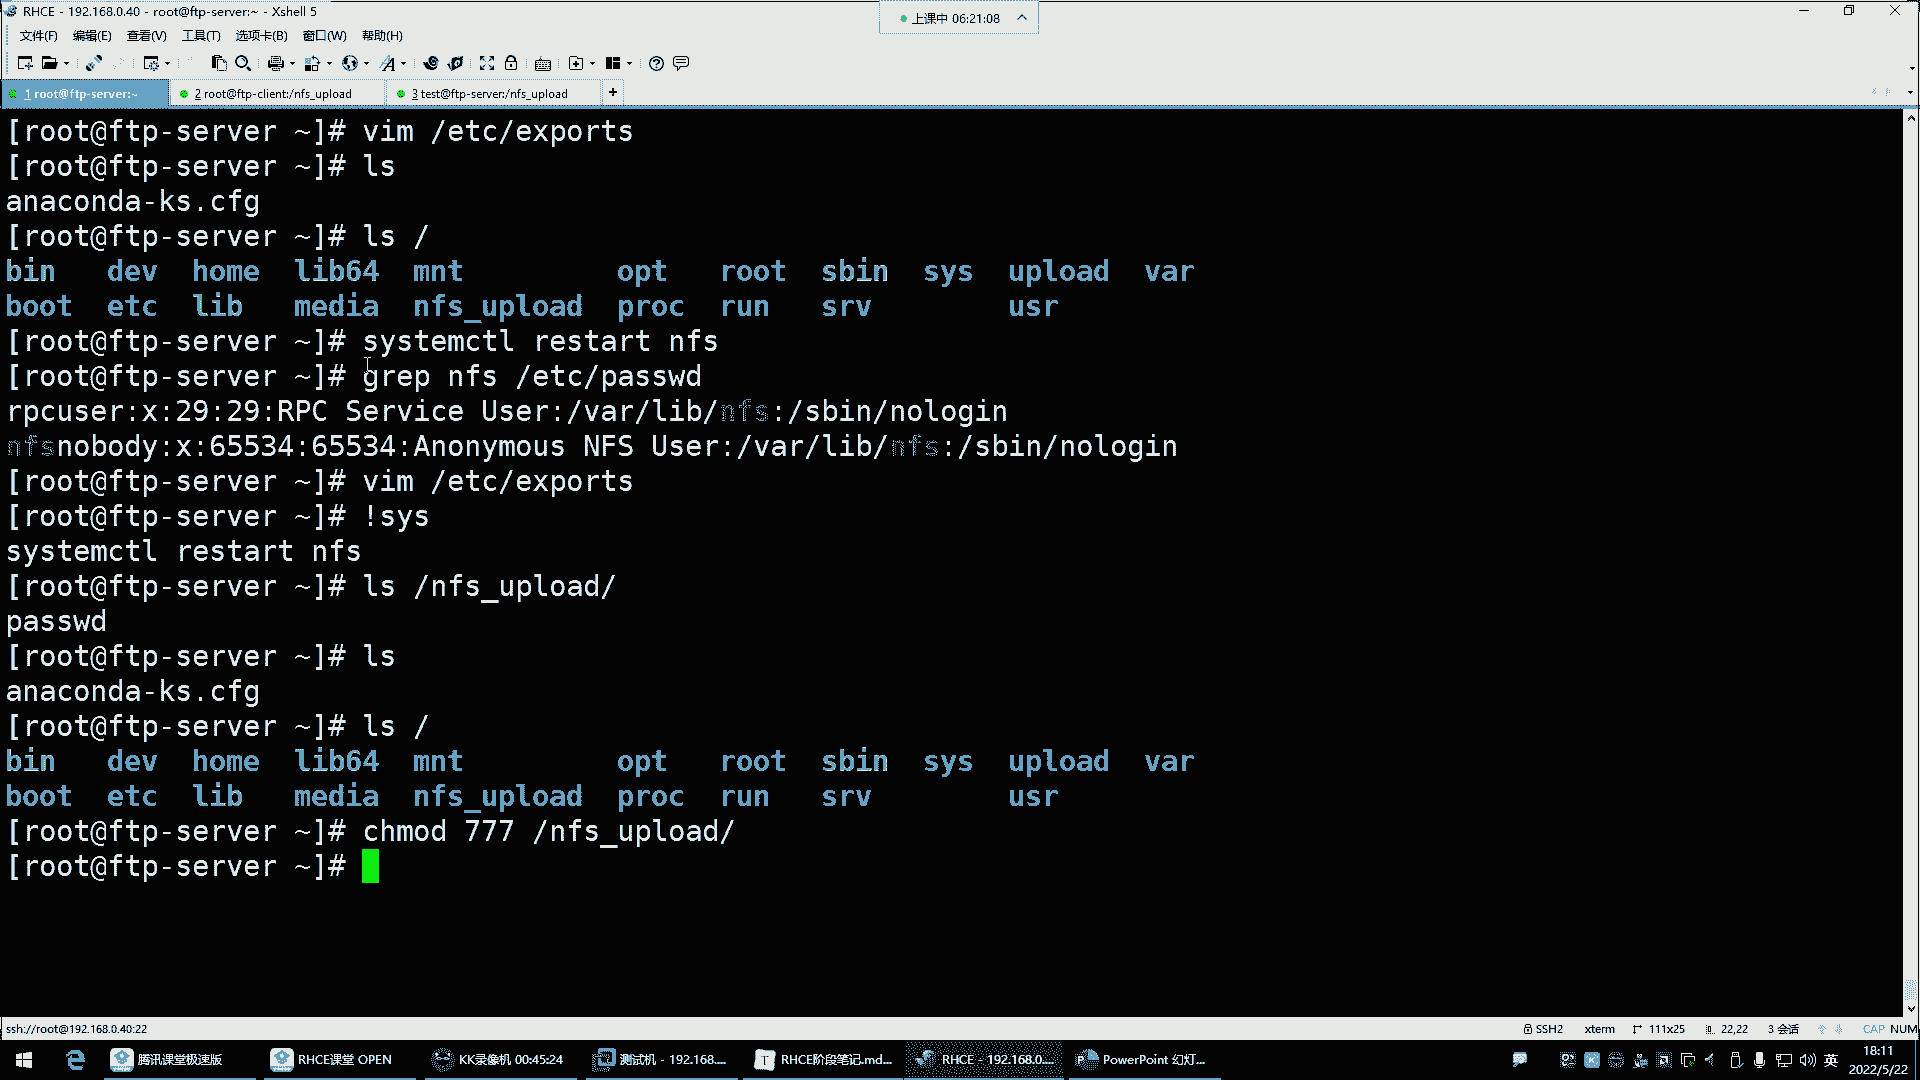 RHCE - 192.168.0.40 - root@ftp-server:~ - Xshell 5
上课中 06:21:08
文件(F) 编辑(E) 查看(V) 工具(T) 选项卡(B) 窗口(W) 帮助(H)
1 root@ftp-server:~ 2 root@ftp-client:/nfs_upload 3 test@ftp-server:/nfs_upload +
[root@ftp-server ~]# vim /etc/exports
[root@ftp-server ~]# ls
anaconda-ks.cfg
[root@ftp-server ~]# ls /
bin dev home lib64 mnt opt root sbin sys upload var
boot etc lib media nfs_upload proc run srv usr
[root@ftp-server ~]# systemctl restart nfs
[root@ftp-server ~]# grep nfs /etc/passwd
rpcuser:x:29:29:RPC Service User:/var/lib/nfs:/sbin/nologin
nfsnobody:x:65534:65534:Anonymous NFS User:/var/lib/nfs:/sbin/nologin
[root@ftp-server ~]# vim /etc/exports
[root@ftp-server ~]# !sys
systemctl restart nfs
[root@ftp-server ~]# ls /nfs_upload/
passwd
[root@ftp-server ~]# ls
anaconda-ks.cfg
[root@ftp-server ~]# ls /
bin dev home lib64 mnt opt root sbin sys upload var
boot etc lib media nfs_upload proc run srv usr
[root@ftp-server ~]# chmod 777 /nfs_upload/
[root@ftp-server ~]#
ssh://root@192.168.0.40:22 SSH2 xterm 111x25 22,22 3 会话 CAP NUM
腾讯课堂极速版 RHCE课堂 OPEN KK录像机 00:45:24 测试机 - 192.168.... RHCE阶段笔记.md... RHCE - 192.168.0.... PowerPoint 幻灯... 英 18:11
2022/5/22